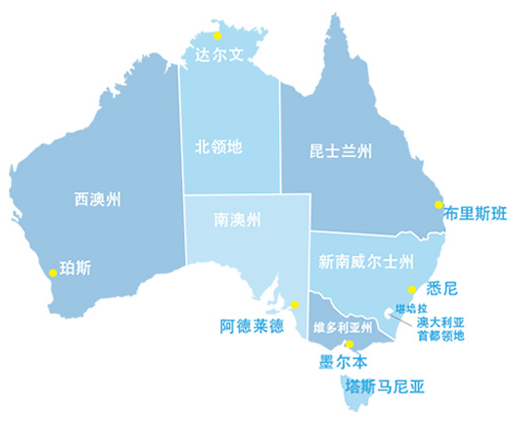 达尔文
北领地
昆士兰州
西澳州
布里斯班
南澳州
新南威尔士州
珀斯
悉尼
堪培拉
阿德莱德
维多利亚州
澳大利亚
首都领地
墨尔本
塔斯马尼亚